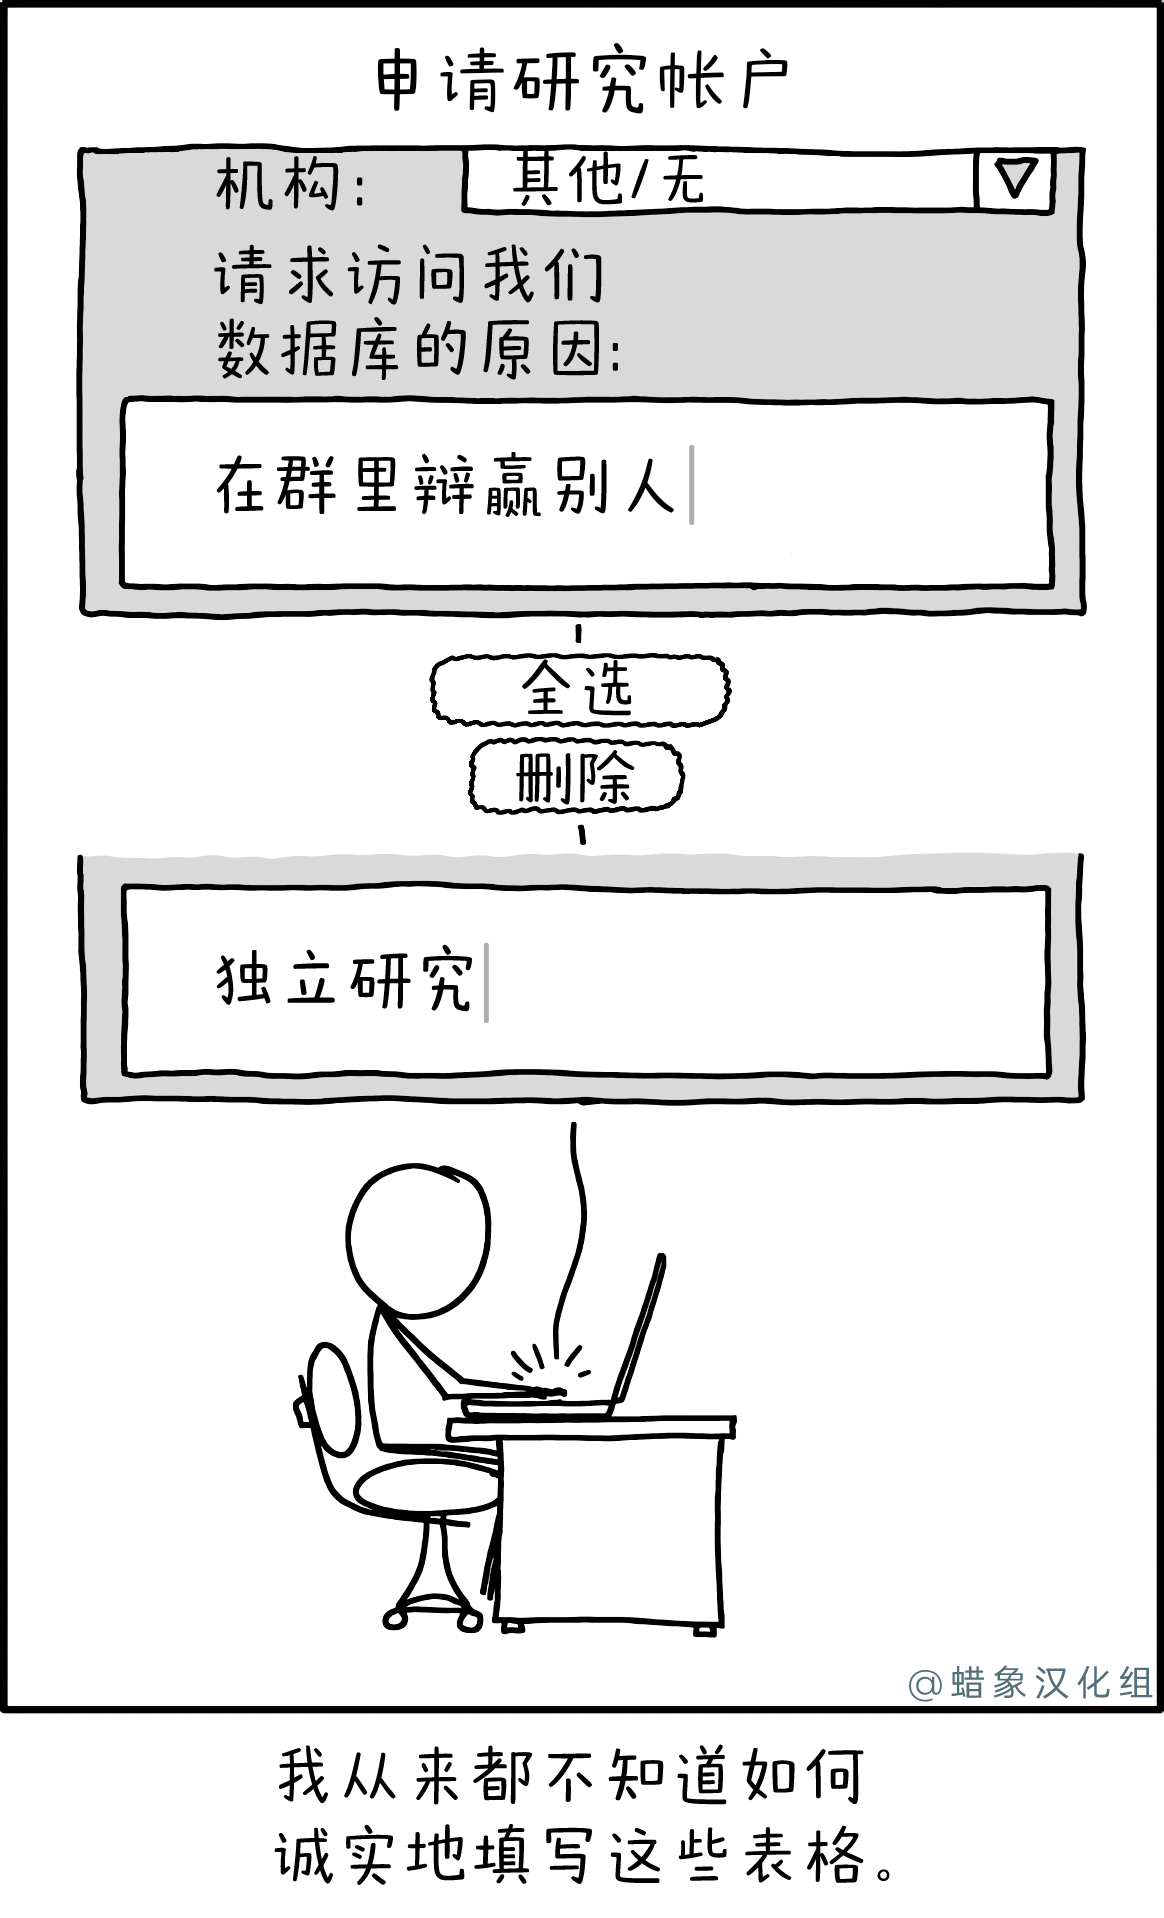 申请研究帐户
机构: 其他/无
请求访问我们
数据库的原因:
在群里辩赢别人
全选
删除
独立研究
@蜡象汉化组
我从来都不知道如何
诚实地填写这些表格。